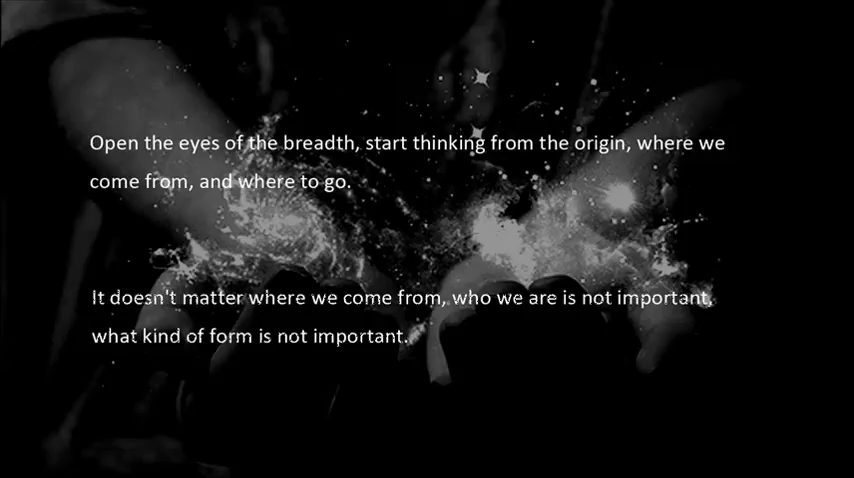 Open the eyes of the breadth, start thinking from the origin, where we
come from, and where to go.
It doesn't matter where we come from, who we are is not important,
what kind of form is not important.